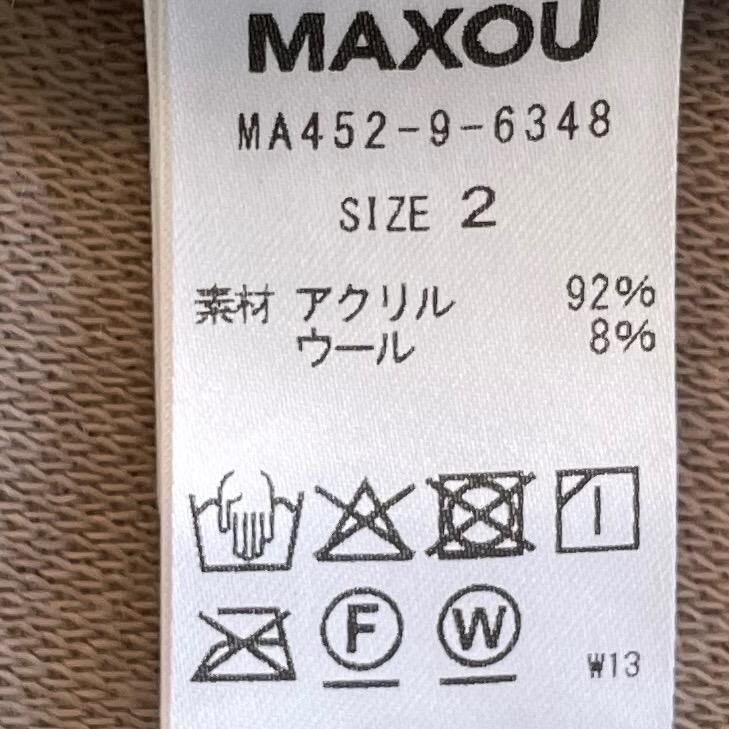 MAXOU
MA452-9-6348
SIZE 2
素材 アクリル 92%
ウール 8%
F W
W13